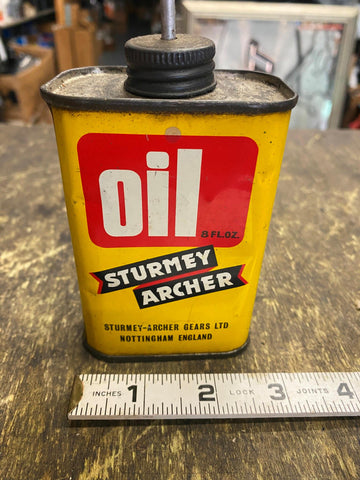 oil
8 FL.OZ.
STURMEY
ARCHER
STURMEY-ARCHER GEARS LTD
NOTTINGHAM ENGLAND
INCHES 1 2 LOCK 3 JOINTS 4